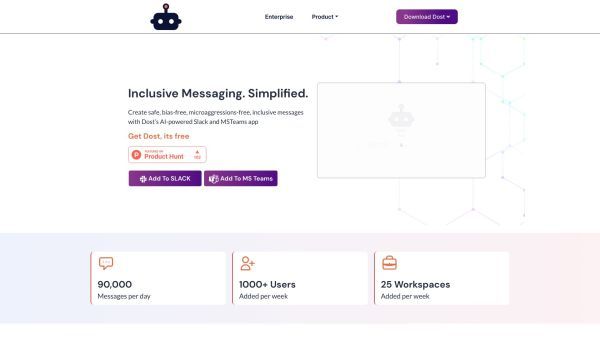 Enterprise
Product
Download Dost
Inclusive Messaging. Simplified.
Create safe, bias-free, microaggressions-free, inclusive messages
with Dost's AI-powered Slack and MSTeams app
Get Dost, its free
FEATURED ON
Product Hunt
Add To SLACK
Add To MS Teams
90,000
Messages per day
1000+ Users
Added per week
25 Workspaces
Added per week